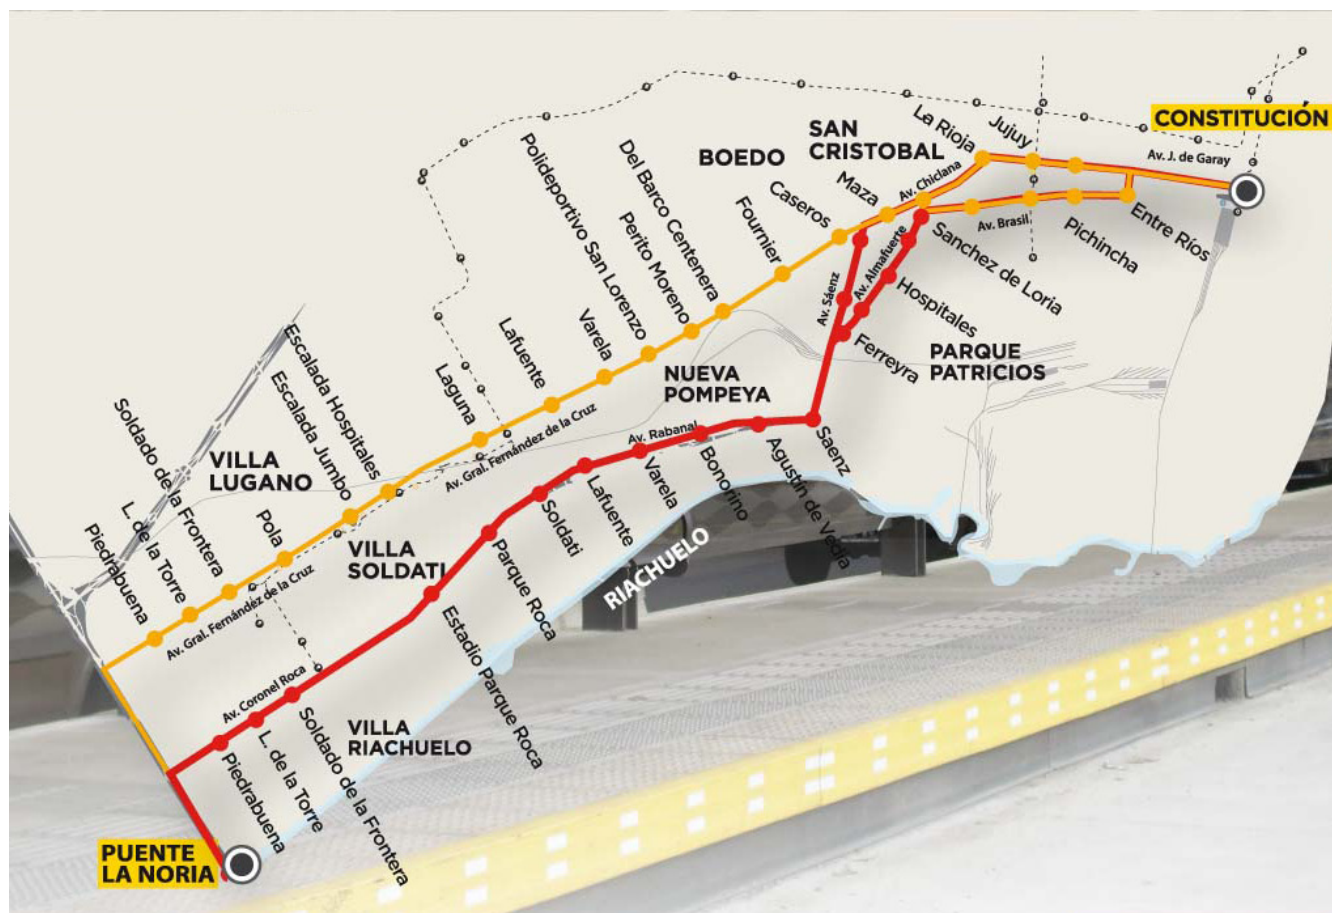 CONSTITUCIÓN
SAN
CRISTOBAL
BOEDO
La Rioja
Jujuy
Av. J. de Garay
Av. Chiclana
Maza
Caseros
Fournier
Del Barco Centenera
Perito Moreno
Polideportivo San Lorenzo
Varela
Lafuente
Laguna
Av. Gral. Fernández de la Cruz
Escalada Hospitales
Escalada Jumbo
Pola
Soldado de la Frontera
L. de la Torre
Piedrabuena
Av. Gral. Fernández de la Cruz
Av. Brasil
Entre Ríos
Pichincha
Sanchez de Loria
Av. Almafuerte
Hospitales
Av. Sáenz
Ferreyra
PARQUE
PATRICIOS
NUEVA
POMPEYA
Av. Rabanal
Saenz
Agustín de Vedia
Bonorino
Varela
Lafuente
Soldati
Parque Roca
Estadio Parque Roca
VILLA
LUGANO
VILLA
SOLDATI
RIACHUELO
VILLA
RIACHUELO
Av. Coronel Roca
Soldado de la Frontera
L. de la Torre
Piedrabuena
PUENTE
LA NORIA